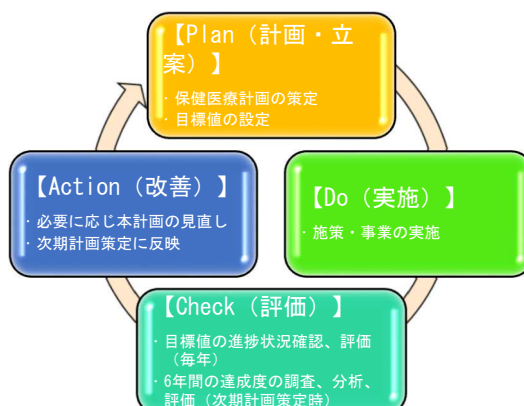 【Plan（計画・立
案）】
・保健医療計画の策定
・目標値の設定
【Do（実施）】
・施策・事業の実施
【Check（評価）】
・目標値の進捗状況確認、評価
（毎年）
・6年間の達成度の調査、分析、
評価（次期計画策定時）
【Action（改善）】
・必要に応じ本計画の見直し
・次期計画策定に反映